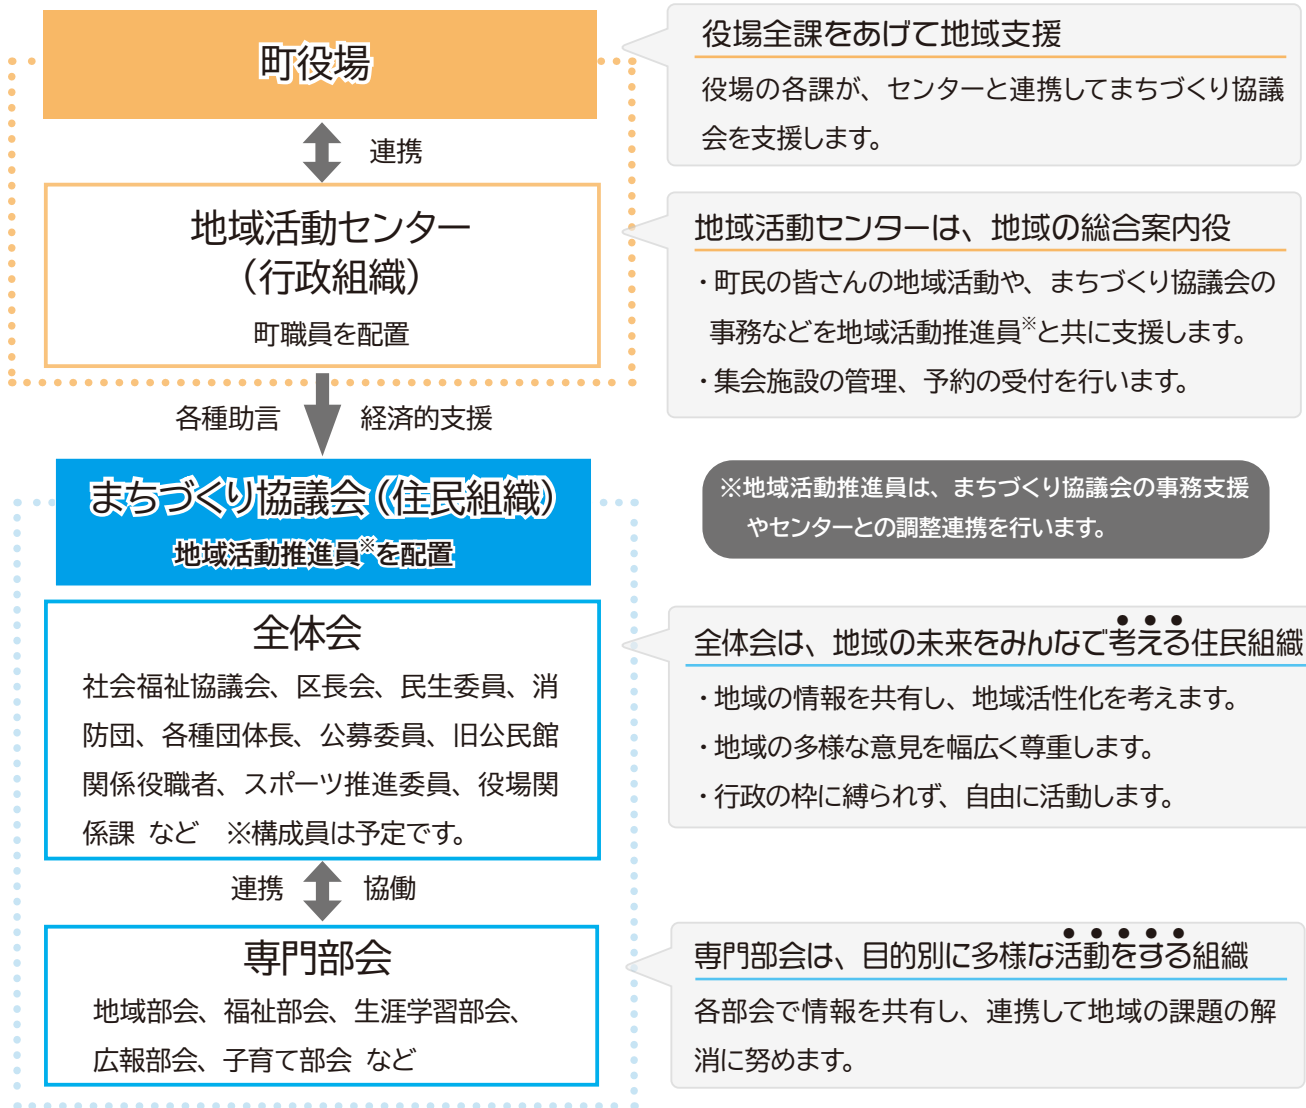 町役場
連携
地域活動センター
（行政組織）
町職員を配置
各種助言 経済的支援
まちづくり協議会（住民組織）
地域活動推進員※を配置
全体会
社会福祉協議会、区長会、民生委員、消
防団、各種団体長、公募委員、旧公民館
関係役職者、スポーツ推進委員、役場関
係課 など ※構成員は予定です。
連携 協働
専門部会
地域部会、福祉部会、生涯学習部会、
広報部会、子育て部会 など
役場全課をあげて地域支援
役場の各課が、センターと連携してまちづくり協議
会を支援します。
地域活動センターは、地域の総合案内役
・町民の皆さんの地域活動や、まちづくり協議会の
事務などを地域活動推進員※と共に支援します。
・集会施設の管理、予約の受付を行います。
※地域活動推進員は、まちづくり協議会の事務支援
やセンターとの調整連携を行います。
全体会は、地域の未来をみんなで考える住民組織
・地域の情報を共有し、地域活性化を考えます。
・地域の多様な意見を幅広く尊重します。
・行政の枠に縛られず、自由に活動します。
専門部会は、目的別に多様な活動をする組織
各部会で情報を共有し、連携して地域の課題の解
消に努めます。